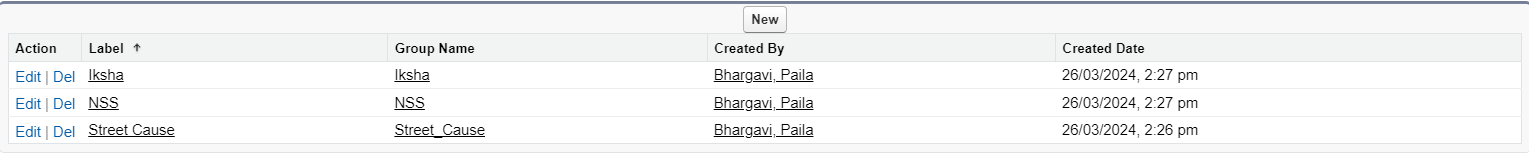 New
Action Label ↑ Group Name Created By Created Date
Edit | Del Iksha Iksha Bhargavi, Paila 26/03/2024, 2:27 pm
Edit | Del NSS NSS Bhargavi, Paila 26/03/2024, 2:27 pm
Edit | Del Street Cause Street_Cause Bhargavi, Paila 26/03/2024, 2:26 pm